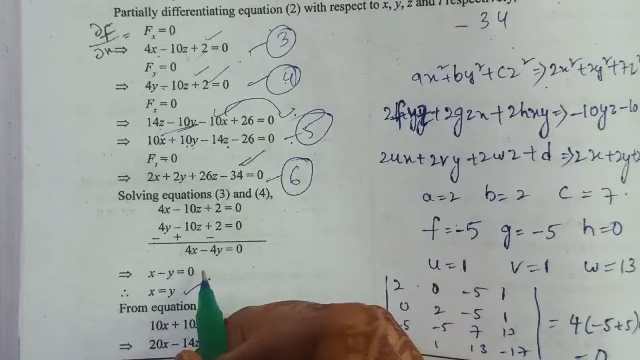 Partially differentiating equation (2) with respect to x, y, z and t respectively,
∂F/∂x = Fₓ = 0
⇒ 4x – 10z + 2 = 0 (3)
F_y = 0
⇒ 4y – 10z + 2 = 0 (4)
F_z = 0
⇒ 14z – 10y – 10x + 26 = 0
⇒ 10x + 10y – 14z – 26 = 0 (5)
F_t = 0
⇒ 2x + 2y + 26z – 34 = 0 (6)
Solving equations (3) and (4),
4x – 10z + 2 = 0
4y – 10z + 2 = 0
– + –
4x – 4y = 0
⇒ x – y = 0
∴ x = y
From equation
10x + 10
⇒ 20x – 14z
– 34
ax² + by² + cz² ⇒ 2x² + 2y² + 7z²
+ 2gzx + 2hxy ⇒ –10yz – 10
2ux + 2vy + 2wz + d ⇒ 2x + 2y +
a = 2 b = 2 c = 7
f = –5 g = –5 h = 0
u = 1 v = 1 w = 13
2 0 –5 1
0 2 –5 1
–5 –5 7 13 = 4(–5+5)
1 13 –17 = 0